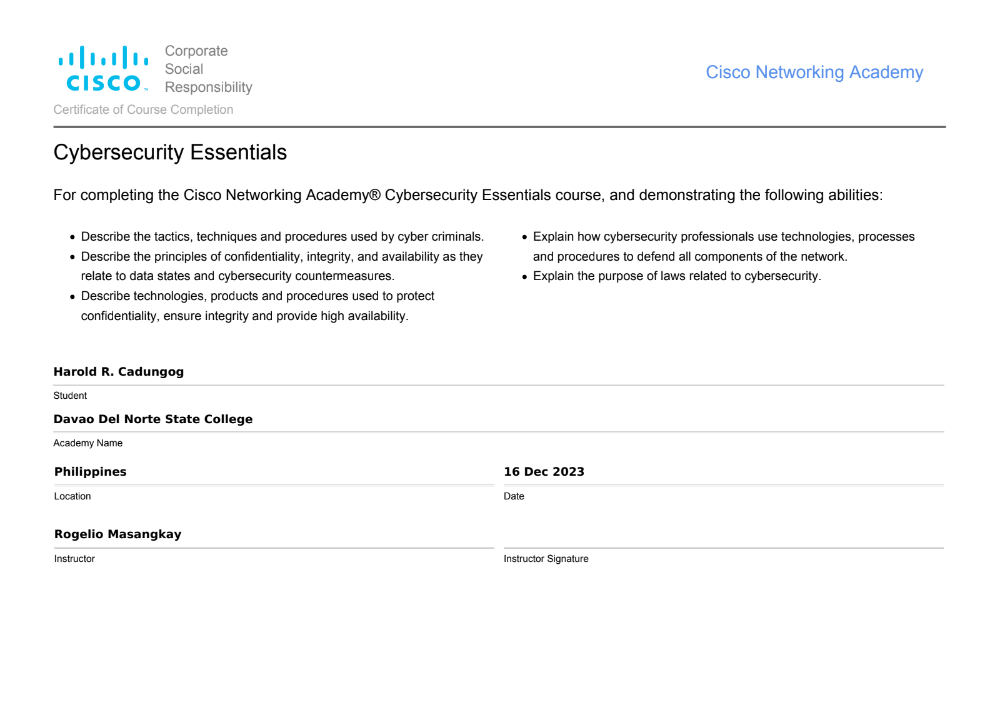 Corporate
Social
Responsibility
CISCO™
Certificate of Course Completion
Cisco Networking Academy
Cybersecurity Essentials
For completing the Cisco Networking Academy® Cybersecurity Essentials course, and demonstrating the following abilities:
• Describe the tactics, techniques and procedures used by cyber criminals.
• Describe the principles of confidentiality, integrity, and availability as they
relate to data states and cybersecurity countermeasures.
• Describe technologies, products and procedures used to protect
confidentiality, ensure integrity and provide high availability.
• Explain how cybersecurity professionals use technologies, processes
and procedures to defend all components of the network.
• Explain the purpose of laws related to cybersecurity.
Harold R. Cadungog
Student
Davao Del Norte State College
Academy Name
Philippines
Location
16 Dec 2023
Date
Rogelio Masangkay
Instructor
Instructor Signature